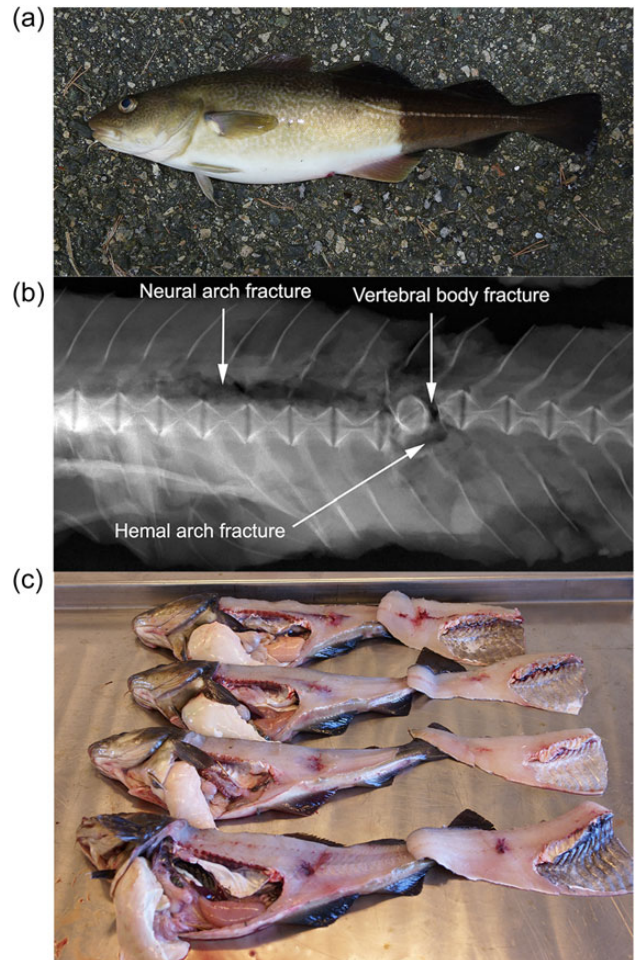 (a)
(b)
Neural arch fracture
Vertebral body fracture
Hemal arch fracture
(c)